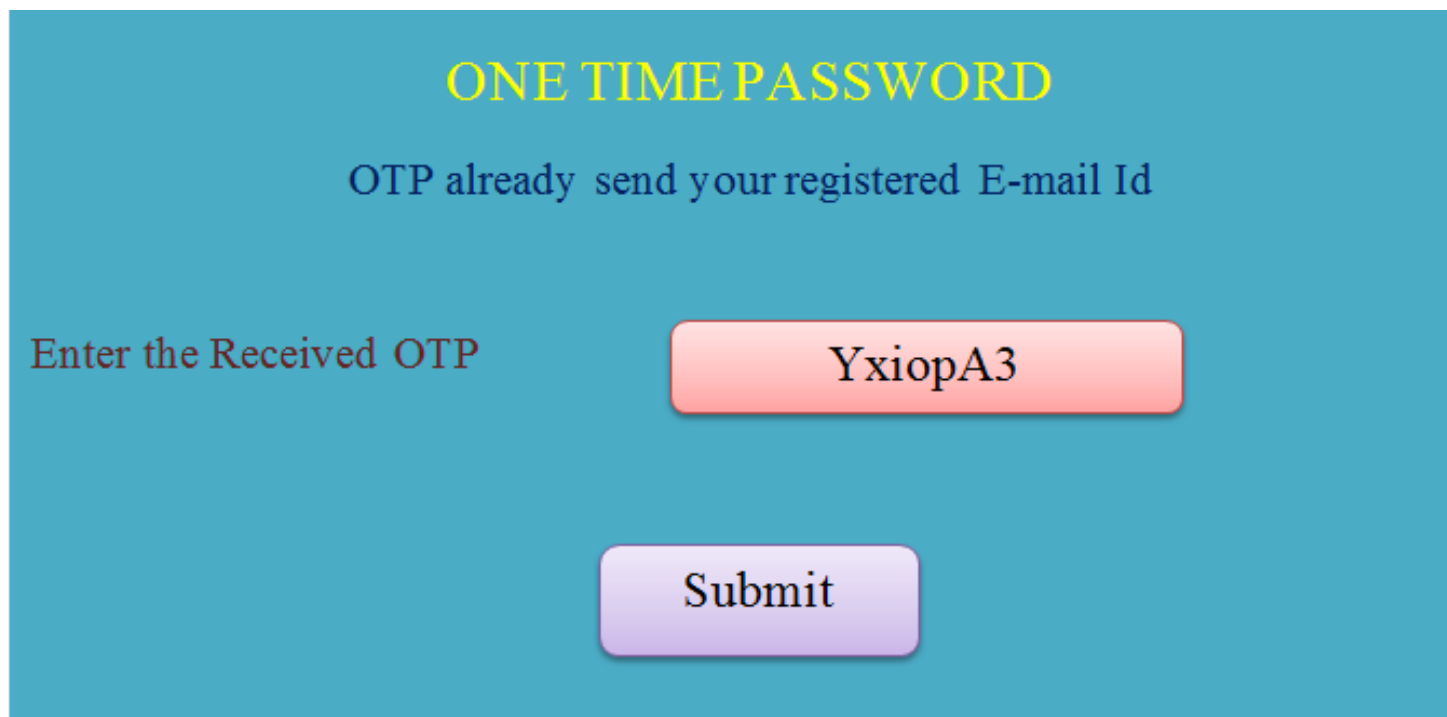 ONE TIME PASSWORD
OTP already send your registered E-mail Id
Enter the Received OTP
YxiopA3
Submit